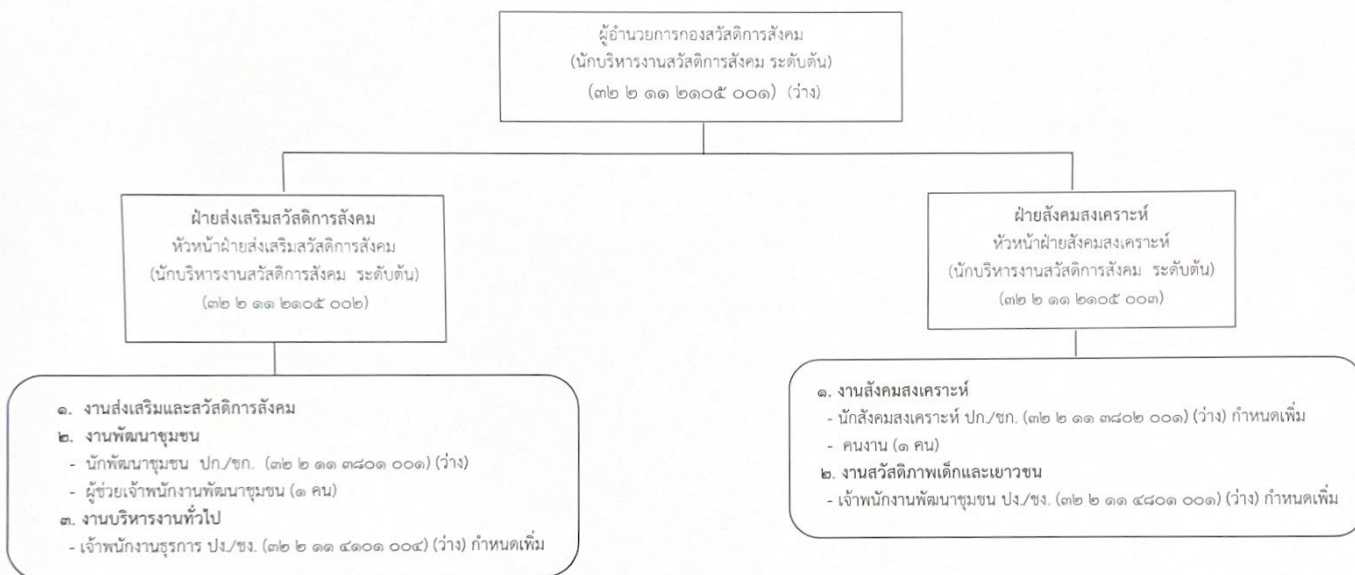 ผู้อำนวยการกองสวัสดิการสังคม
(นักบริหารงานสวัสดิการสังคม ระดับต้น)
(๓๒ ๒ ๑๑ ๒๑๐๕ ๐๐๑) (ว่าง)
ฝ่ายส่งเสริมสวัสดิการสังคม
หัวหน้าฝ่ายส่งเสริมสวัสดิการสังคม
(นักบริหารงานสวัสดิการสังคม ระดับต้น)
(๓๒ ๒ ๑๑ ๒๑๐๕ ๐๐๒)
ฝ่ายสังคมสงเคราะห์
หัวหน้าฝ่ายสังคมสงเคราะห์
(นักบริหารงานสวัสดิการสังคม ระดับต้น)
(๓๒ ๒ ๑๑ ๒๑๐๕ ๐๐๓)
๑. งานส่งเสริมและสวัสดิการสังคม
๒. งานพัฒนาชุมชน
- นักพัฒนาชุมชน ปก./ชก. (๓๒ ๒ ๑๑ ๓๘๐๑ ๐๐๑) (ว่าง)
- ผู้ช่วยเจ้าพนักงานพัฒนาชุมชน (๑ คน)
๓. งานบริหารงานทั่วไป
- เจ้าพนักงานธุรการ ปง./ชง. (๓๒ ๒ ๑๑ ๔๑๐๑ ๐๐๔) (ว่าง) กำหนดเพิ่ม
๑. งานสังคมสงเคราะห์
- นักสังคมสงเคราะห์ ปก./ชก. (๓๒ ๒ ๑๑ ๓๘๐๒ ๐๐๑) (ว่าง) กำหนดเพิ่ม
- คนงาน (๑ คน)
๒. งานสวัสดิภาพเด็กและเยาวชน
- เจ้าพนักงานพัฒนาชุมชน ปง./ชง. (๓๒ ๒ ๑๑ ๔๘๐๑ ๐๐๑) (ว่าง) กำหนดเพิ่ม